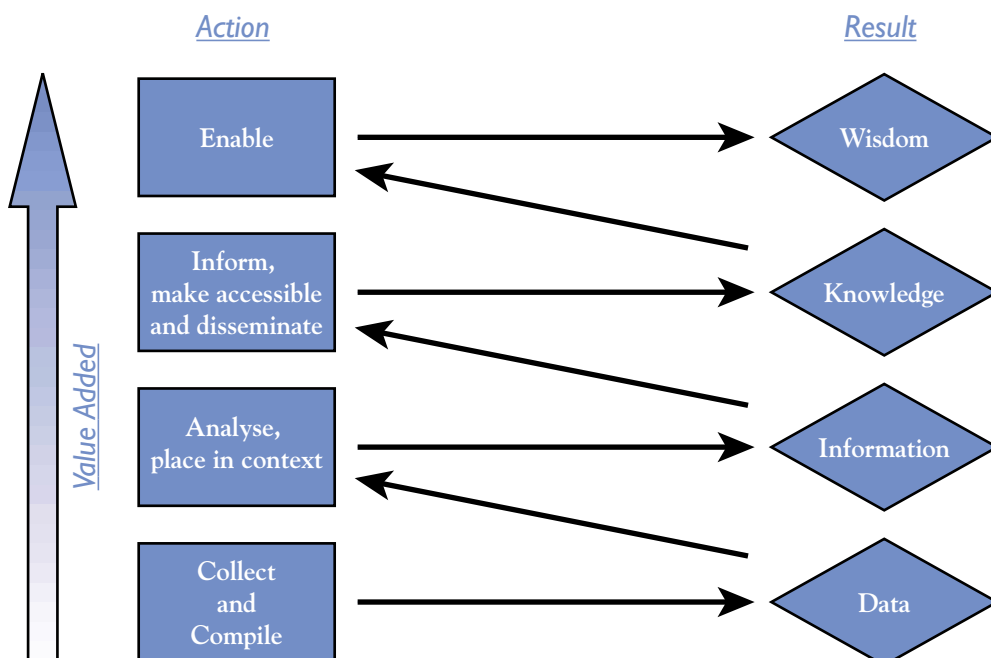 Action
Result
Enable
Wisdom
Inform,
make accessible
and disseminate
Knowledge
Value Added
Analyse,
place in context
Information
Collect
and
Compile
Data